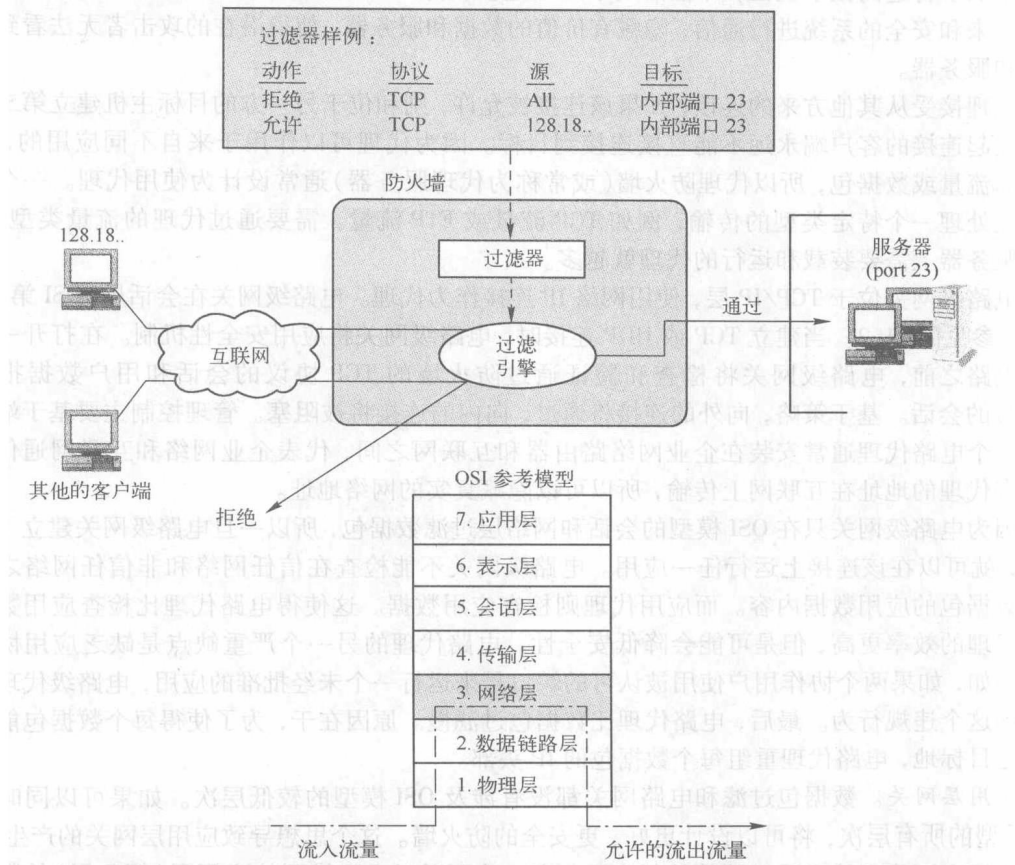 过滤器样例：
动作 协议 源 目标
拒绝 TCP All 内部端口 23
允许 TCP 128.18.. 内部端口 23
防火墙
128.18..
过滤器
服务器
(port 23)
通过
互联网
过滤
引擎
其他的客户端
拒绝
OSI 参考模型
7. 应用层
6. 表示层
5. 会话层
4. 传输层
3. 网络层
2. 数据链路层
1. 物理层
流入流量 允许的流出流量